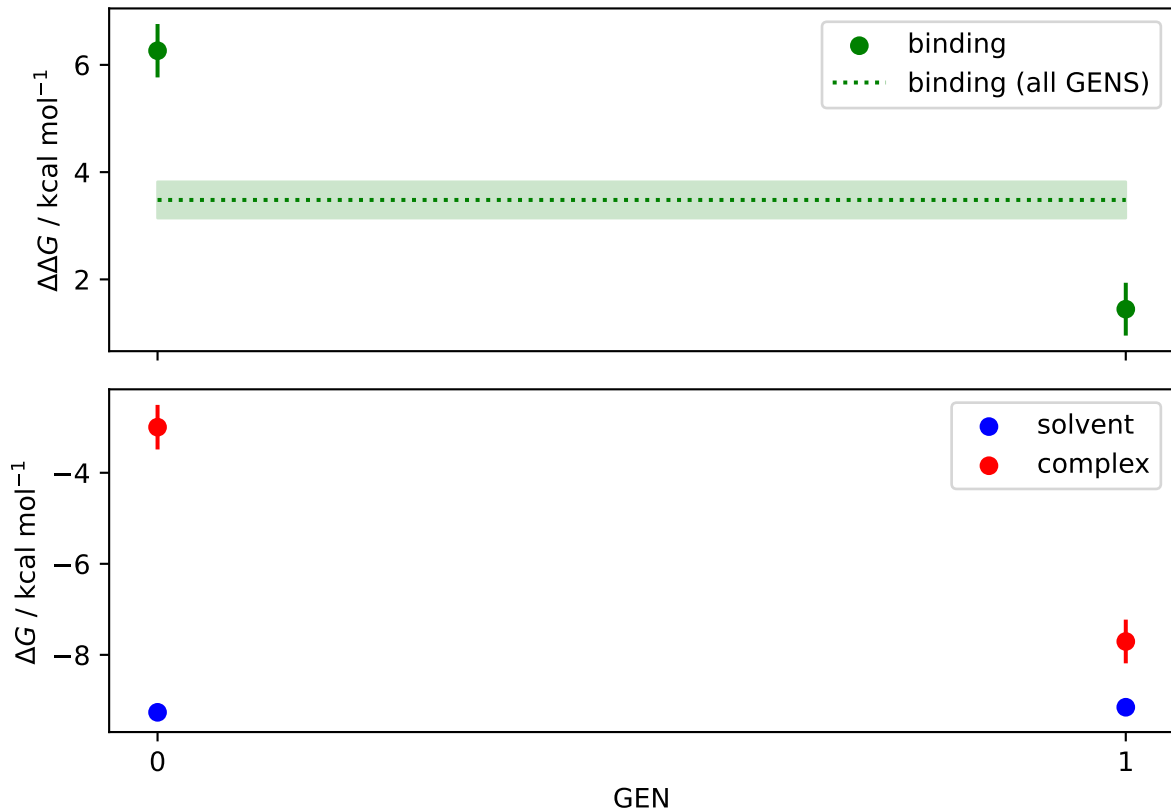 binding
binding (all GENS)
6
4
2
ΔΔG / kcal mol⁻¹
solvent
complex
−4
−6
−8
ΔG / kcal mol⁻¹
0
1
GEN